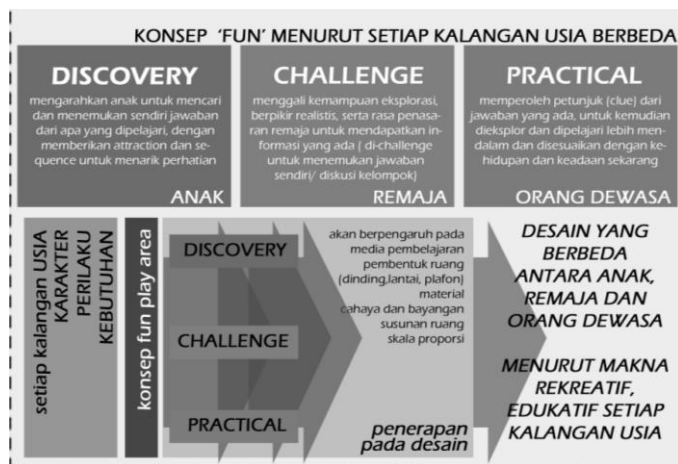 KONSEP 'FUN' MENURUT SETIAP KALANGAN USIA BERBEDA
DISCOVERY
mengarahkan anak untuk mencari
dan menemukan sendiri jawaban
dari apa yang dipelajari, dengan
memberikan attraction dan se-
quence untuk menarik perhatian
ANAK
CHALLENGE
menggali kemampuan eksplorasi,
berpikir realistis, serta rasa penasa-
ran remaja untuk mendapatkan in-
formasi yang ada ( di-challenge
untuk menemukan jawaban
sendiri/ diskusi kelompok)
REMAJA
PRACTICAL
memperoleh petunjuk (clue) dari
jawaban yang ada, untuk kemudian
dieksplor dan dipelajari lebih men-
dalam dan disesuaikan dengan ke-
hidupan dan keadaan sekarang
ORANG DEWASA
setiap kalangan USIA
KARAKTER
PERILAKU
KEBUTUHAN
konsep fun play area
DISCOVERY
CHALLENGE
PRACTICAL
akan berpengaruh pada
media pembelajaran
pembentuk ruang
(dinding,lantai, plafon)
material
cahaya dan bayangan
susunan ruang
skala proporsi
penerapan
pada desain
DESAIN YANG
BERBEDA
ANTARA ANAK,
REMAJA DAN
ORANG DEWASA
MENURUT MAKNA
REKREATIF,
EDUKATIF SETIAP
KALANGAN USIA